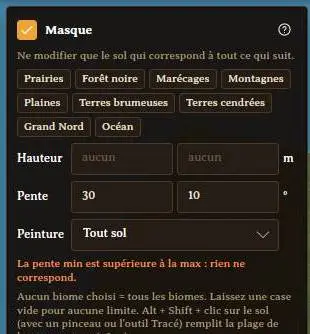 Masque
Ne modifier que le sol qui correspond à tout ce qui suit.
Prairies Forêt noire Marécages Montagnes
Plaines Terres brumeuses Terres cendrées
Grand Nord Océan
Hauteur aucun aucun m
Pente 30 10 °
Peinture Tout sol
La pente min est supérieure à la max : rien ne
correspond.
Aucun biome choisi = tous les biomes. Laissez une case
vide pour aucune limite. Alt + Shift + clic sur le sol
(avec un pinceau ou l'outil Tracé) remplit la plage de